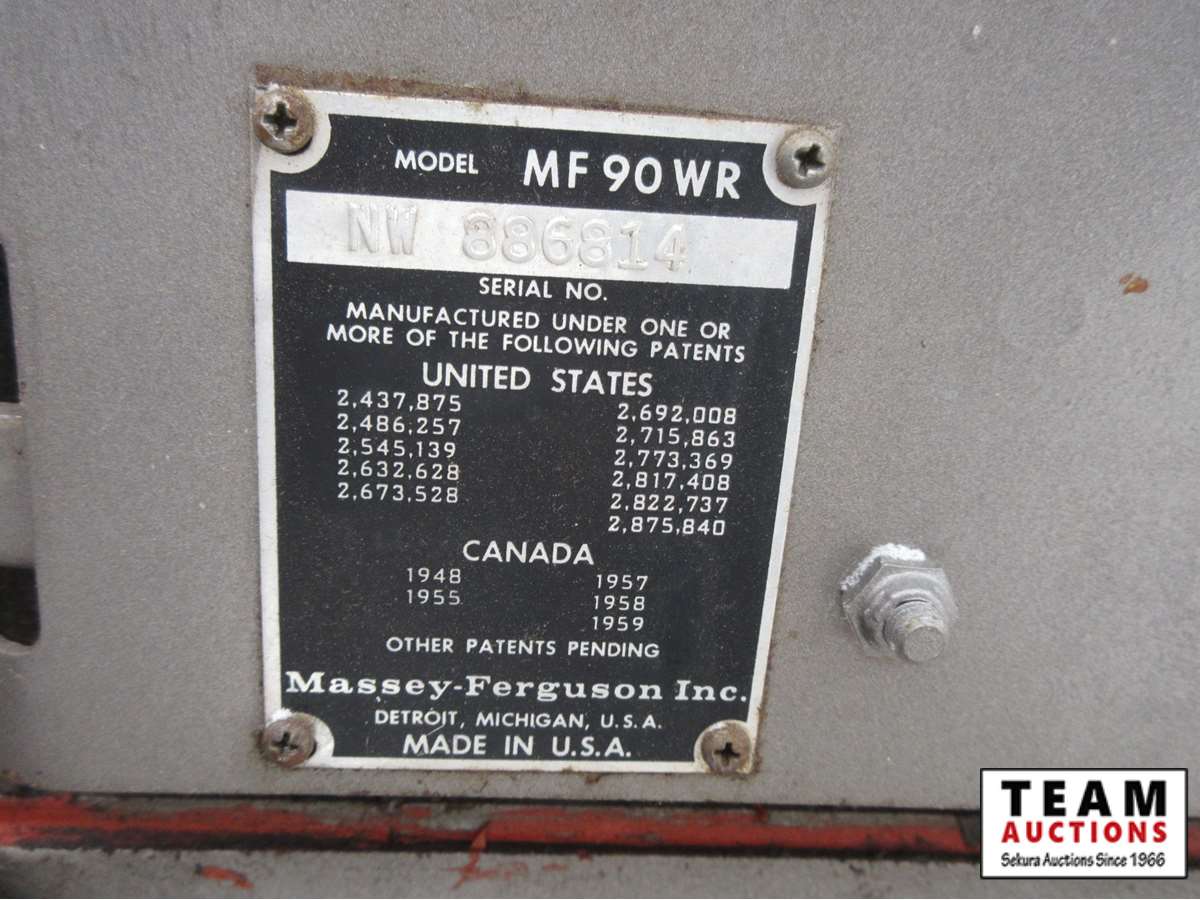 MODEL MF 90 WR
NW 886814
SERIAL NO.
MANUFACTURED UNDER ONE OR
MORE OF THE FOLLOWING PATENTS
UNITED STATES
2,437,875 2,692,008
2,486,257 2,715,863
2,545,139 2,773,369
2,632,628 2,817,408
2,673,528 2,822,737
2,875,840
CANADA
1948 1957
1955 1958
1959
OTHER PATENTS PENDING
Massey-Ferguson Inc.
DETROIT, MICHIGAN, U.S.A.
MADE IN U.S.A.
TEAM
AUCTIONS
Sekura Auctions Since 1966